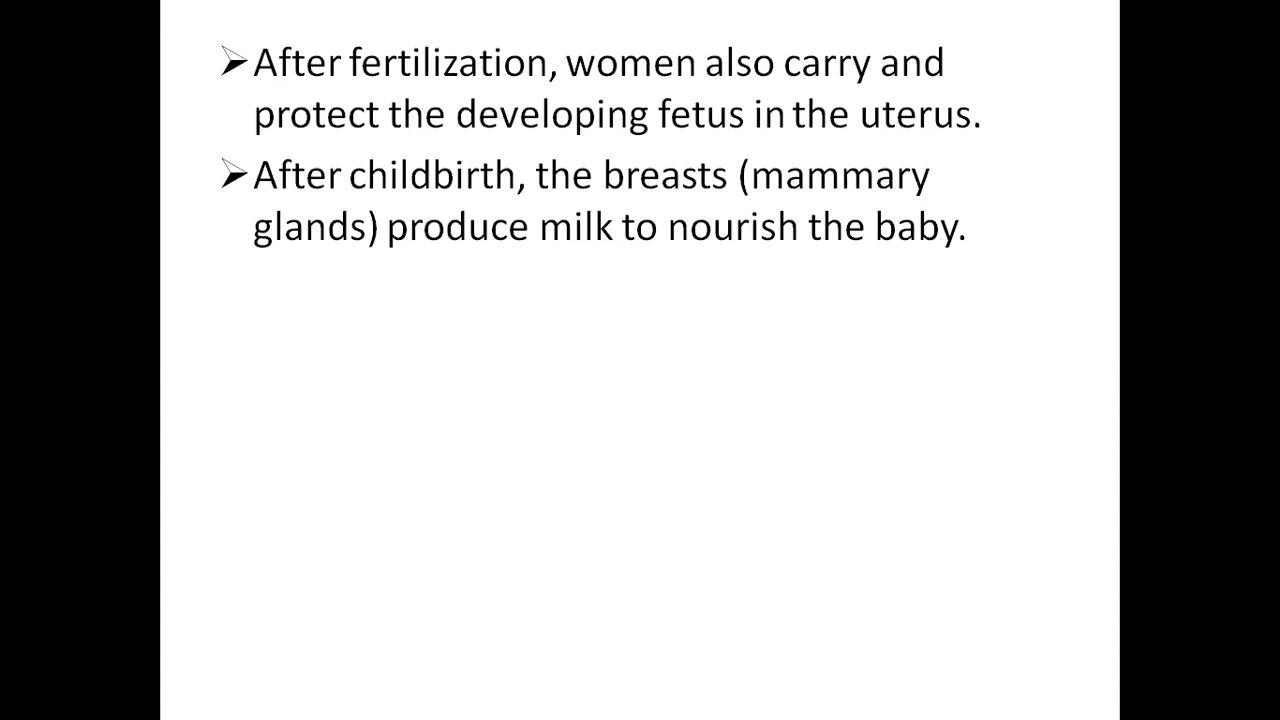 ➢After fertilization, women also carry and
protect the developing fetus in the uterus.
➢After childbirth, the breasts (mammary
glands) produce milk to nourish the baby.